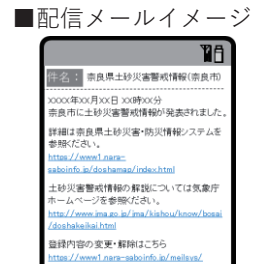 ■配信メールイメージ
件名： 奈良県土砂災害警戒情報(奈良市)
xxxx年xx月xx日 xx時xx分
奈良市に土砂災害警戒情報が発表されました。
詳細は奈良県土砂災害・防災情報システムを
参照ください。
https://www1.nara-
saboinfo.jp/doshamap/index.html
土砂災害警戒情報の解説については気象庁
ホームページを参照ください。
http://www.jma.go.jp/jma/kishou/know/bosai
/doshakeikai.html
登録内容の変更・解除はこちら
https://www1.nara-saboinfo.jp/mailsys/